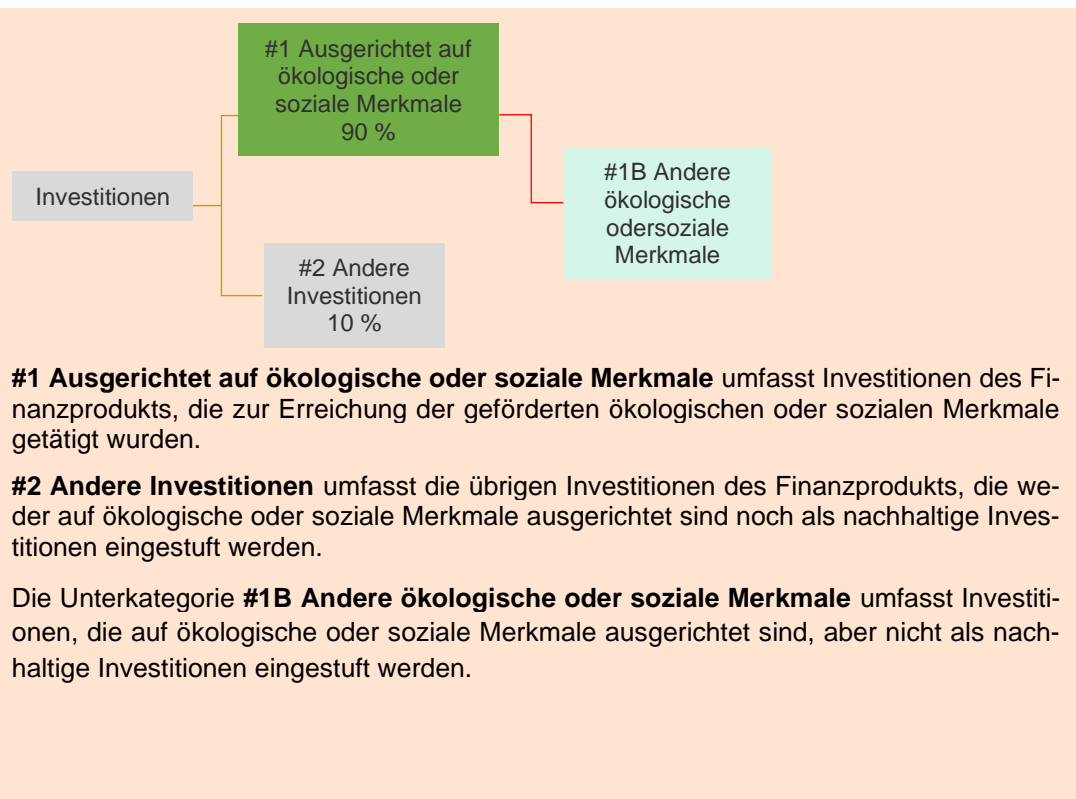 #1 Ausgerichtet auf
ökologische oder
soziale Merkmale
90 %
Investitionen
#1B Andere
ökologische
odersoziale
Merkmale
#2 Andere
Investitionen
10 %
#1 Ausgerichtet auf ökologische oder soziale Merkmale umfasst Investitionen des Fi-
nanzprodukts, die zur Erreichung der geförderten ökologischen oder sozialen Merkmale
getätigt wurden.
#2 Andere Investitionen umfasst die übrigen Investitionen des Finanzprodukts, die we-
der auf ökologische oder soziale Merkmale ausgerichtet sind noch als nachhaltige Inves-
titionen eingestuft werden.
Die Unterkategorie #1B Andere ökologische oder soziale Merkmale umfasst Investiti-
onen, die auf ökologische oder soziale Merkmale ausgerichtet sind, aber nicht als nach-
haltige Investitionen eingestuft werden.